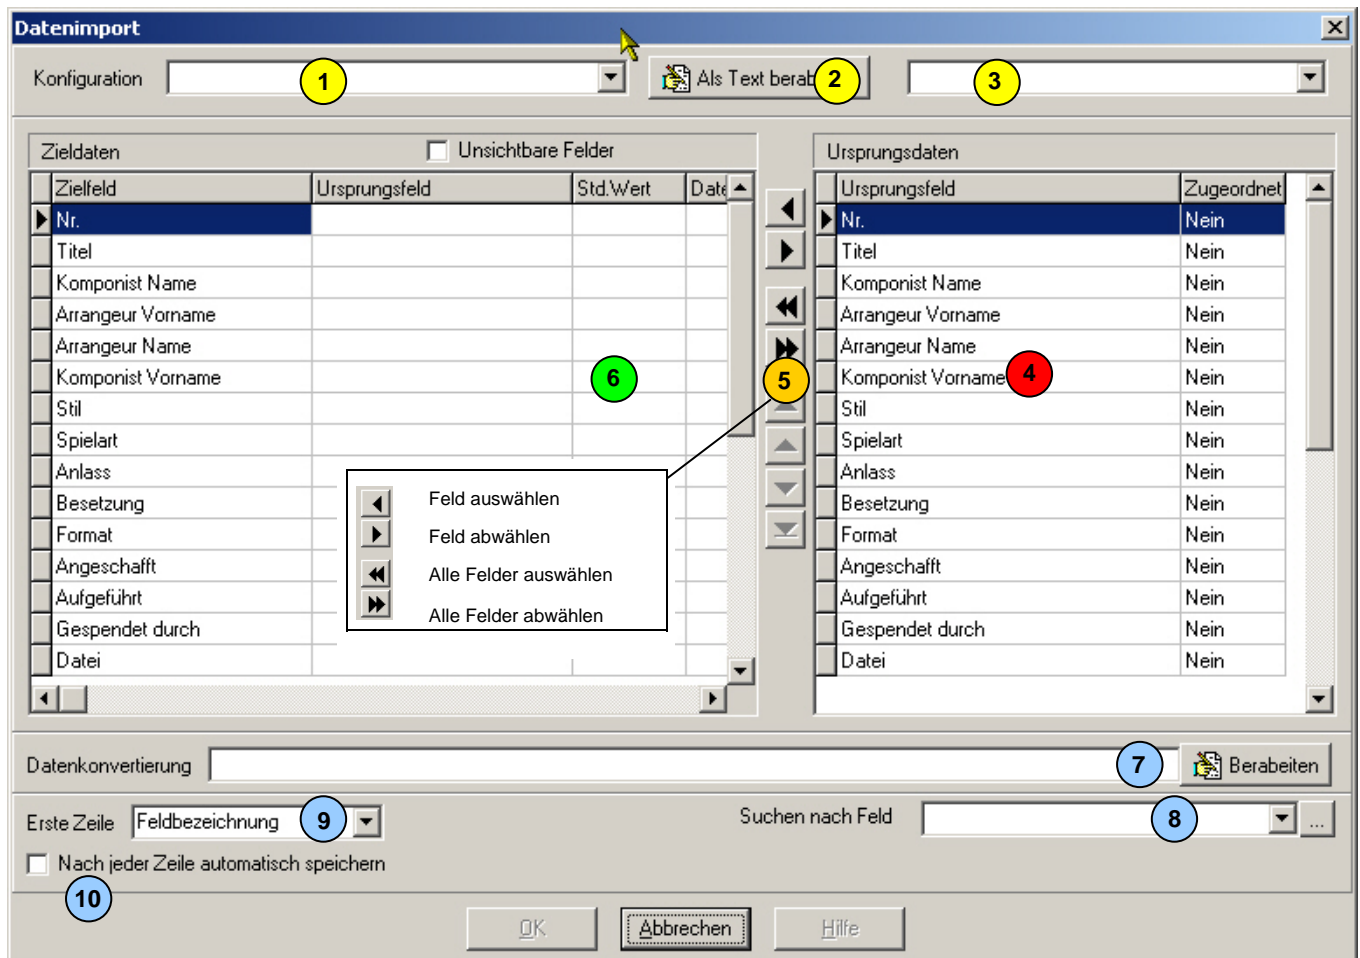 Datenimport
Konfiguration 1 Als Text berab 2 3
Zieldaten Unsichtbare Felder
Zielfeld Ursprungsfeld Std.Wert Date
Nr.
Titel
Komponist Name
Arrangeur Vorname
Arrangeur Name
Komponist Vorname 6
Stil
Spielart
Anlass
Besetzung
Format
Angeschafft
Aufgeführt
Gespendet durch
Datei
5
Feld auswählen
Feld abwählen
Alle Felder auswählen
Alle Felder abwählen
Ursprungsdaten
Ursprungsfeld Zugeordnet
Nr. Nein
Titel Nein
Komponist Name Nein
Arrangeur Vorname Nein
Arrangeur Name Nein
Komponist Vorname 4 Nein
Stil Nein
Spielart Nein
Anlass Nein
Besetzung Nein
Format Nein
Angeschafft Nein
Aufgeführt Nein
Gespendet durch Nein
Datei Nein
Datenkonvertierung 7 Berabeiten
Erste Zeile Feldbezeichnung 9 Suchen nach Feld 8 ...
Nach jeder Zeile automatisch speichern
10
OK Abbrechen Hilfe